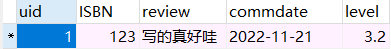 uid ISBN review commdate level
* 1 123 写的真好哇 2022-11-21 3.2